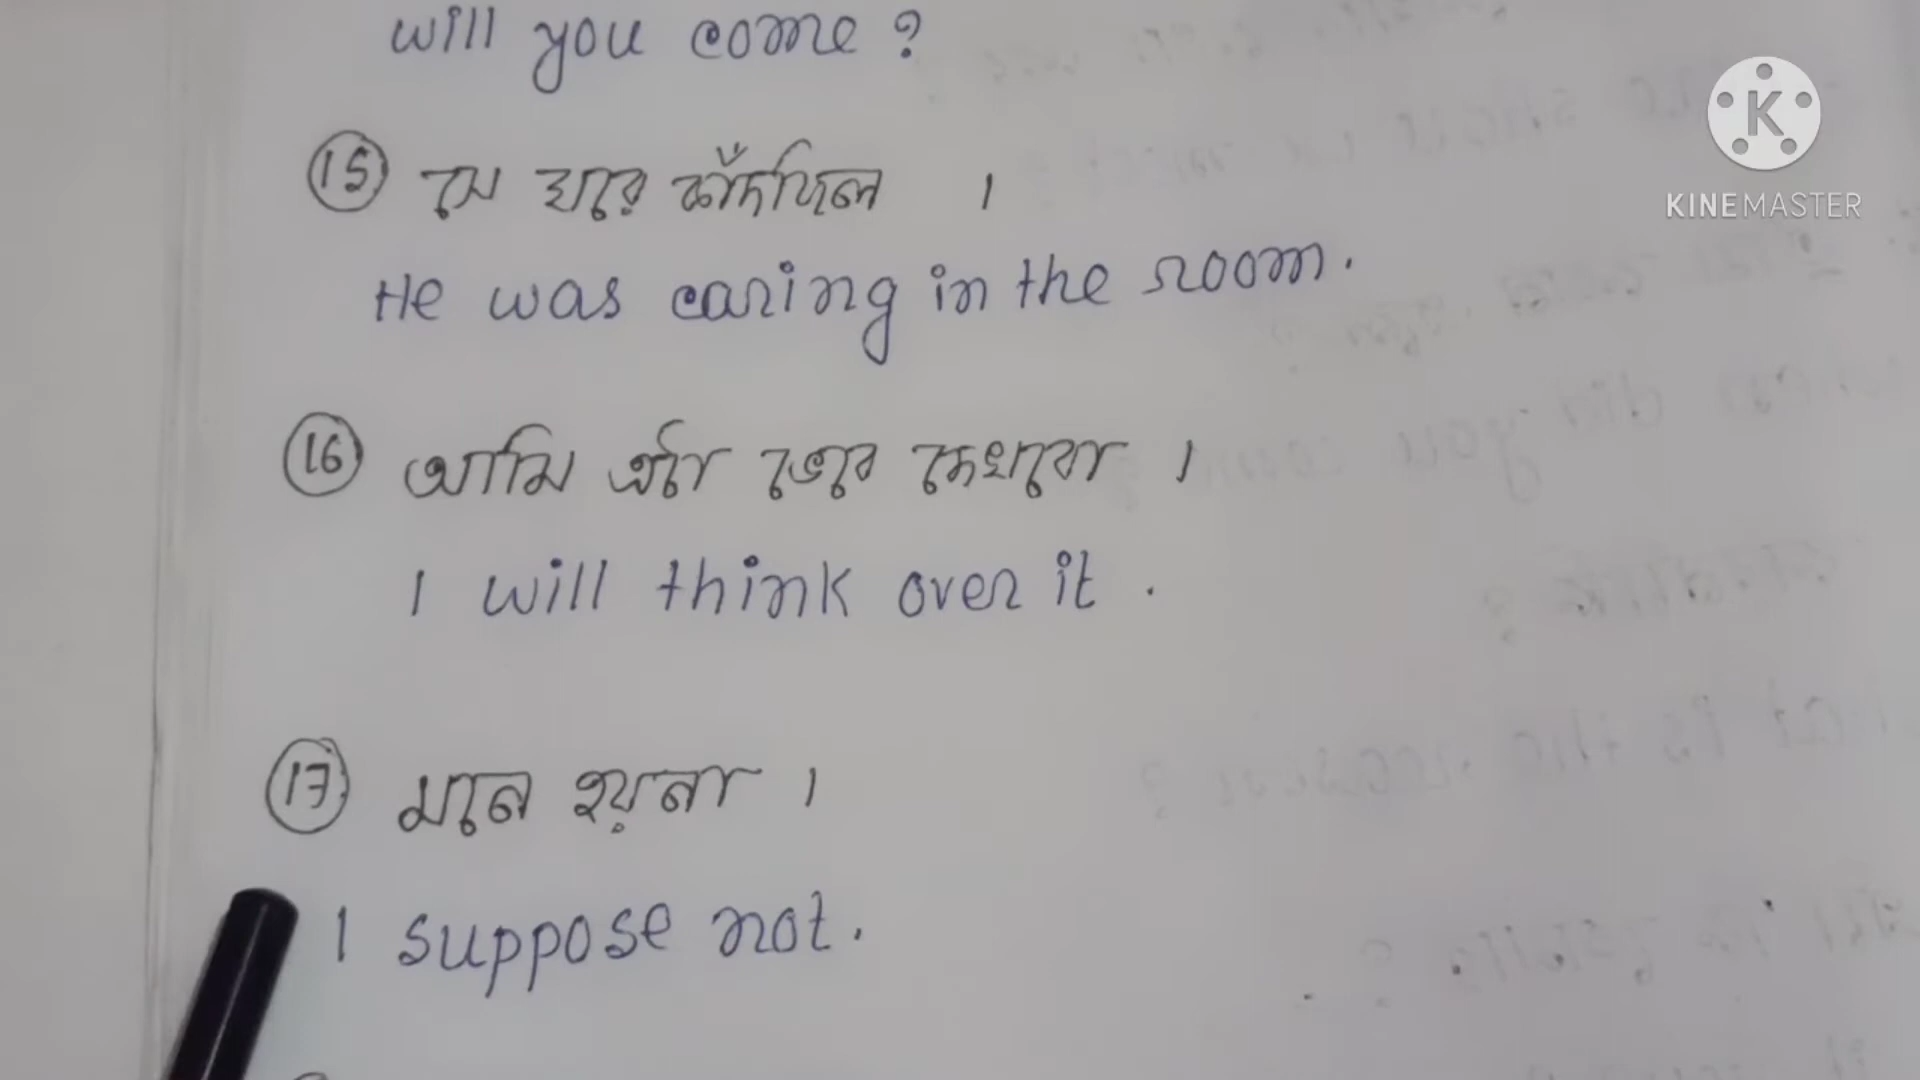 will you come ?
15 সে ঘরে কাঁদছিল ।
He was caring in the room.
16 আমি এটা ভেবে দেখবো ।
I will think over it .
17 মনে হয়না ।
I suppose not.
K
KINEMASTER